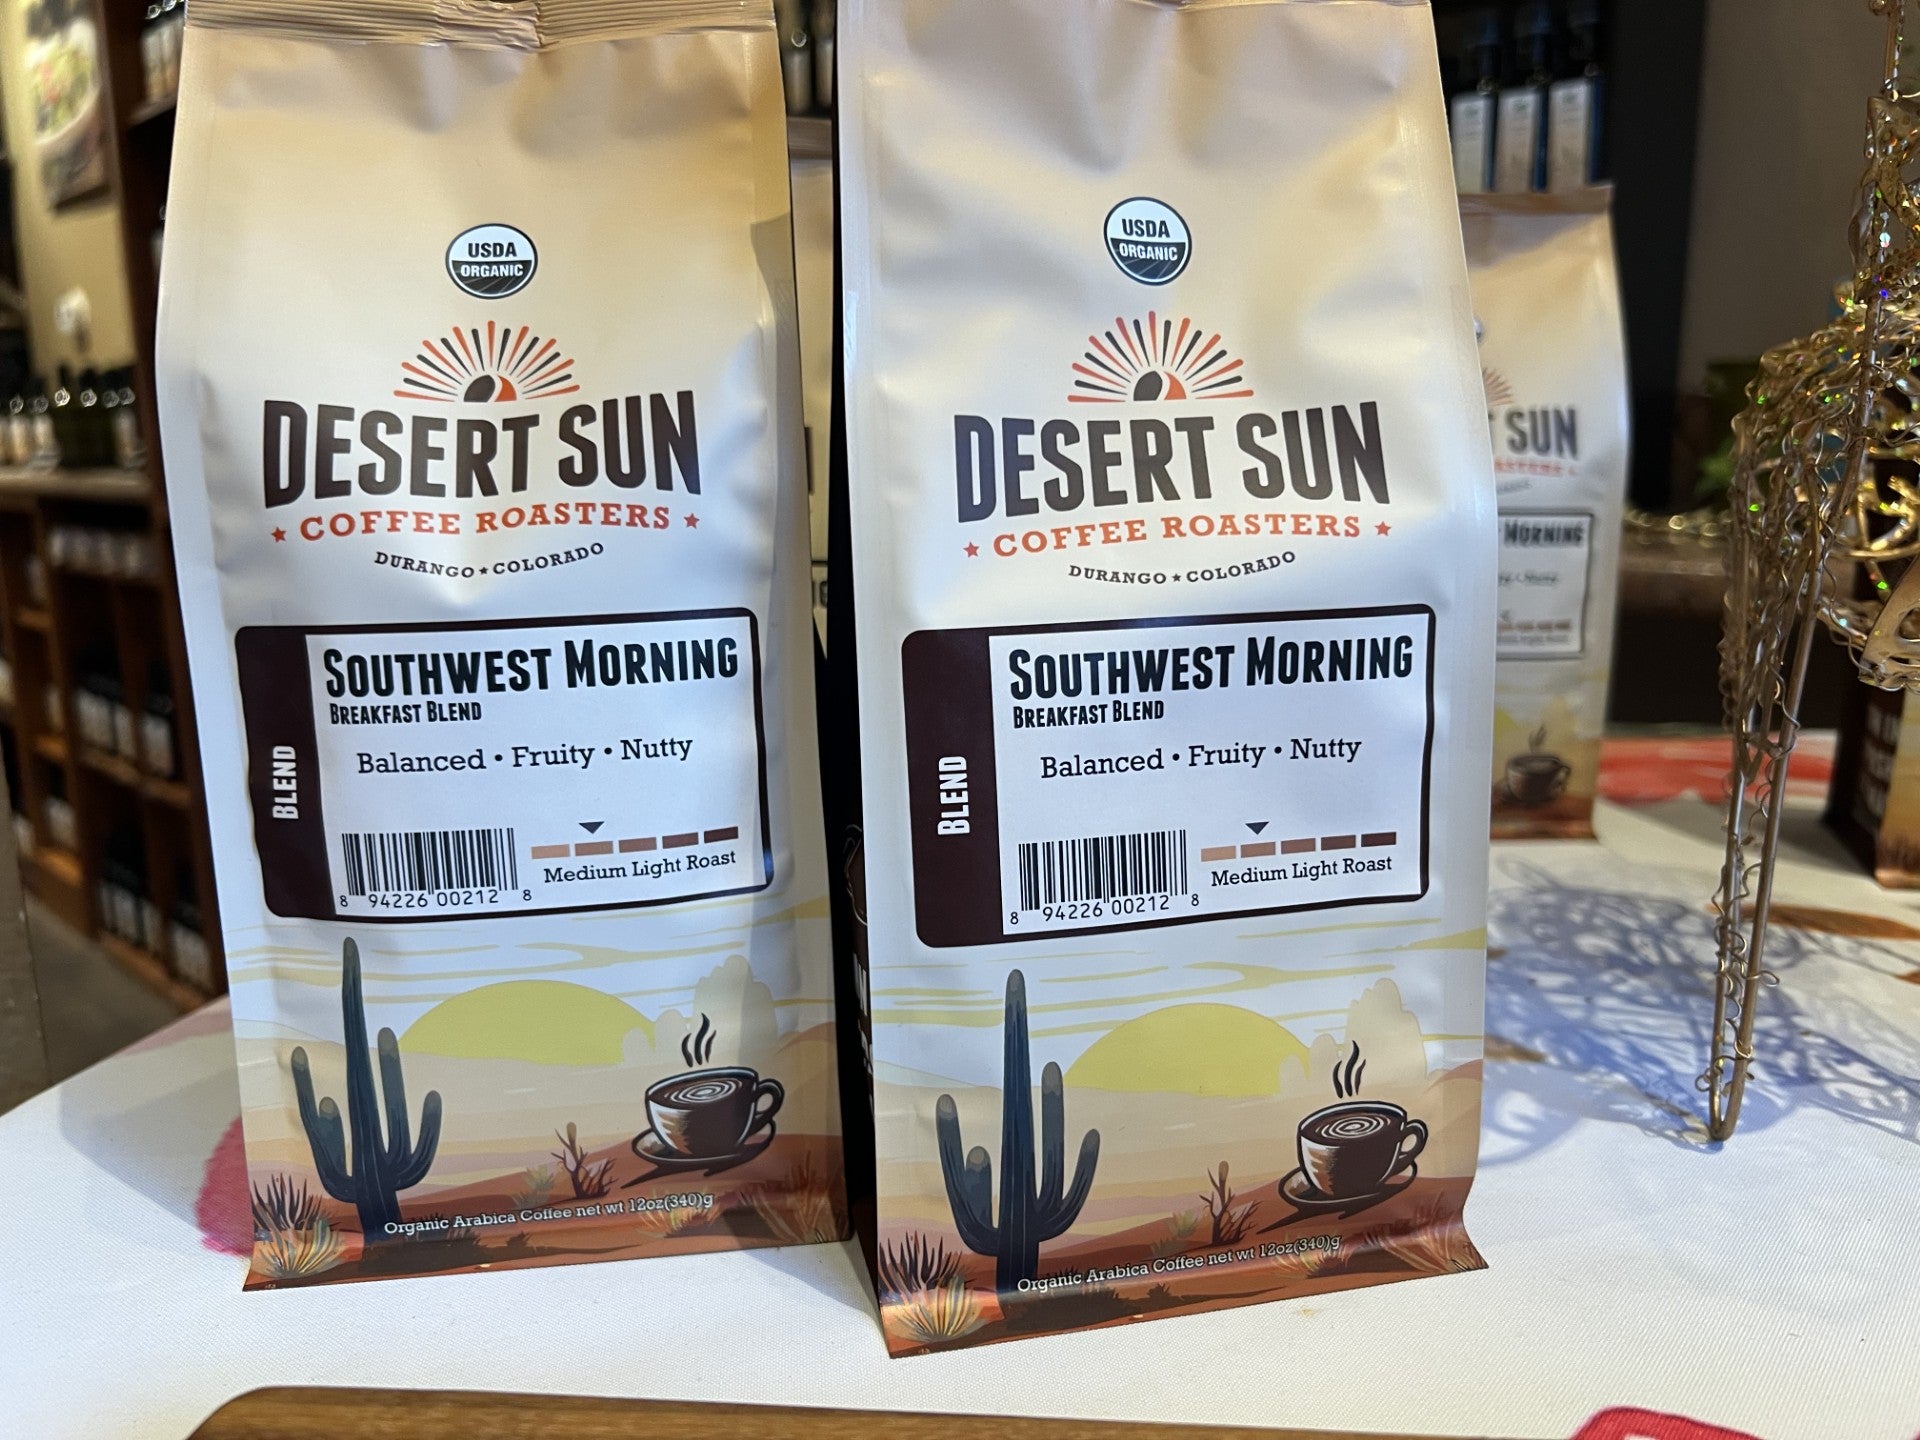 USDA
ORGANIC
DESERT SUN
COFFEE ROASTERS
DURANGO ★ COLORADO
BLEND
SOUTHWEST MORNING
BREAKFAST BLEND
Balanced • Fruity • Nutty
Medium Light Roast
8 94226 00212 8
Organic Arabica Coffee net wt 12oz(340)g
USDA
ORGANIC
DESERT SUN
COFFEE ROASTERS
DURANGO ★ COLORADO
BLEND
SOUTHWEST MORNING
BREAKFAST BLEND
Balanced • Fruity • Nutty
Medium Light Roast
8 94226 00212 8
Organic Arabica Coffee net wt 12oz(340)g
SUN
MORNING